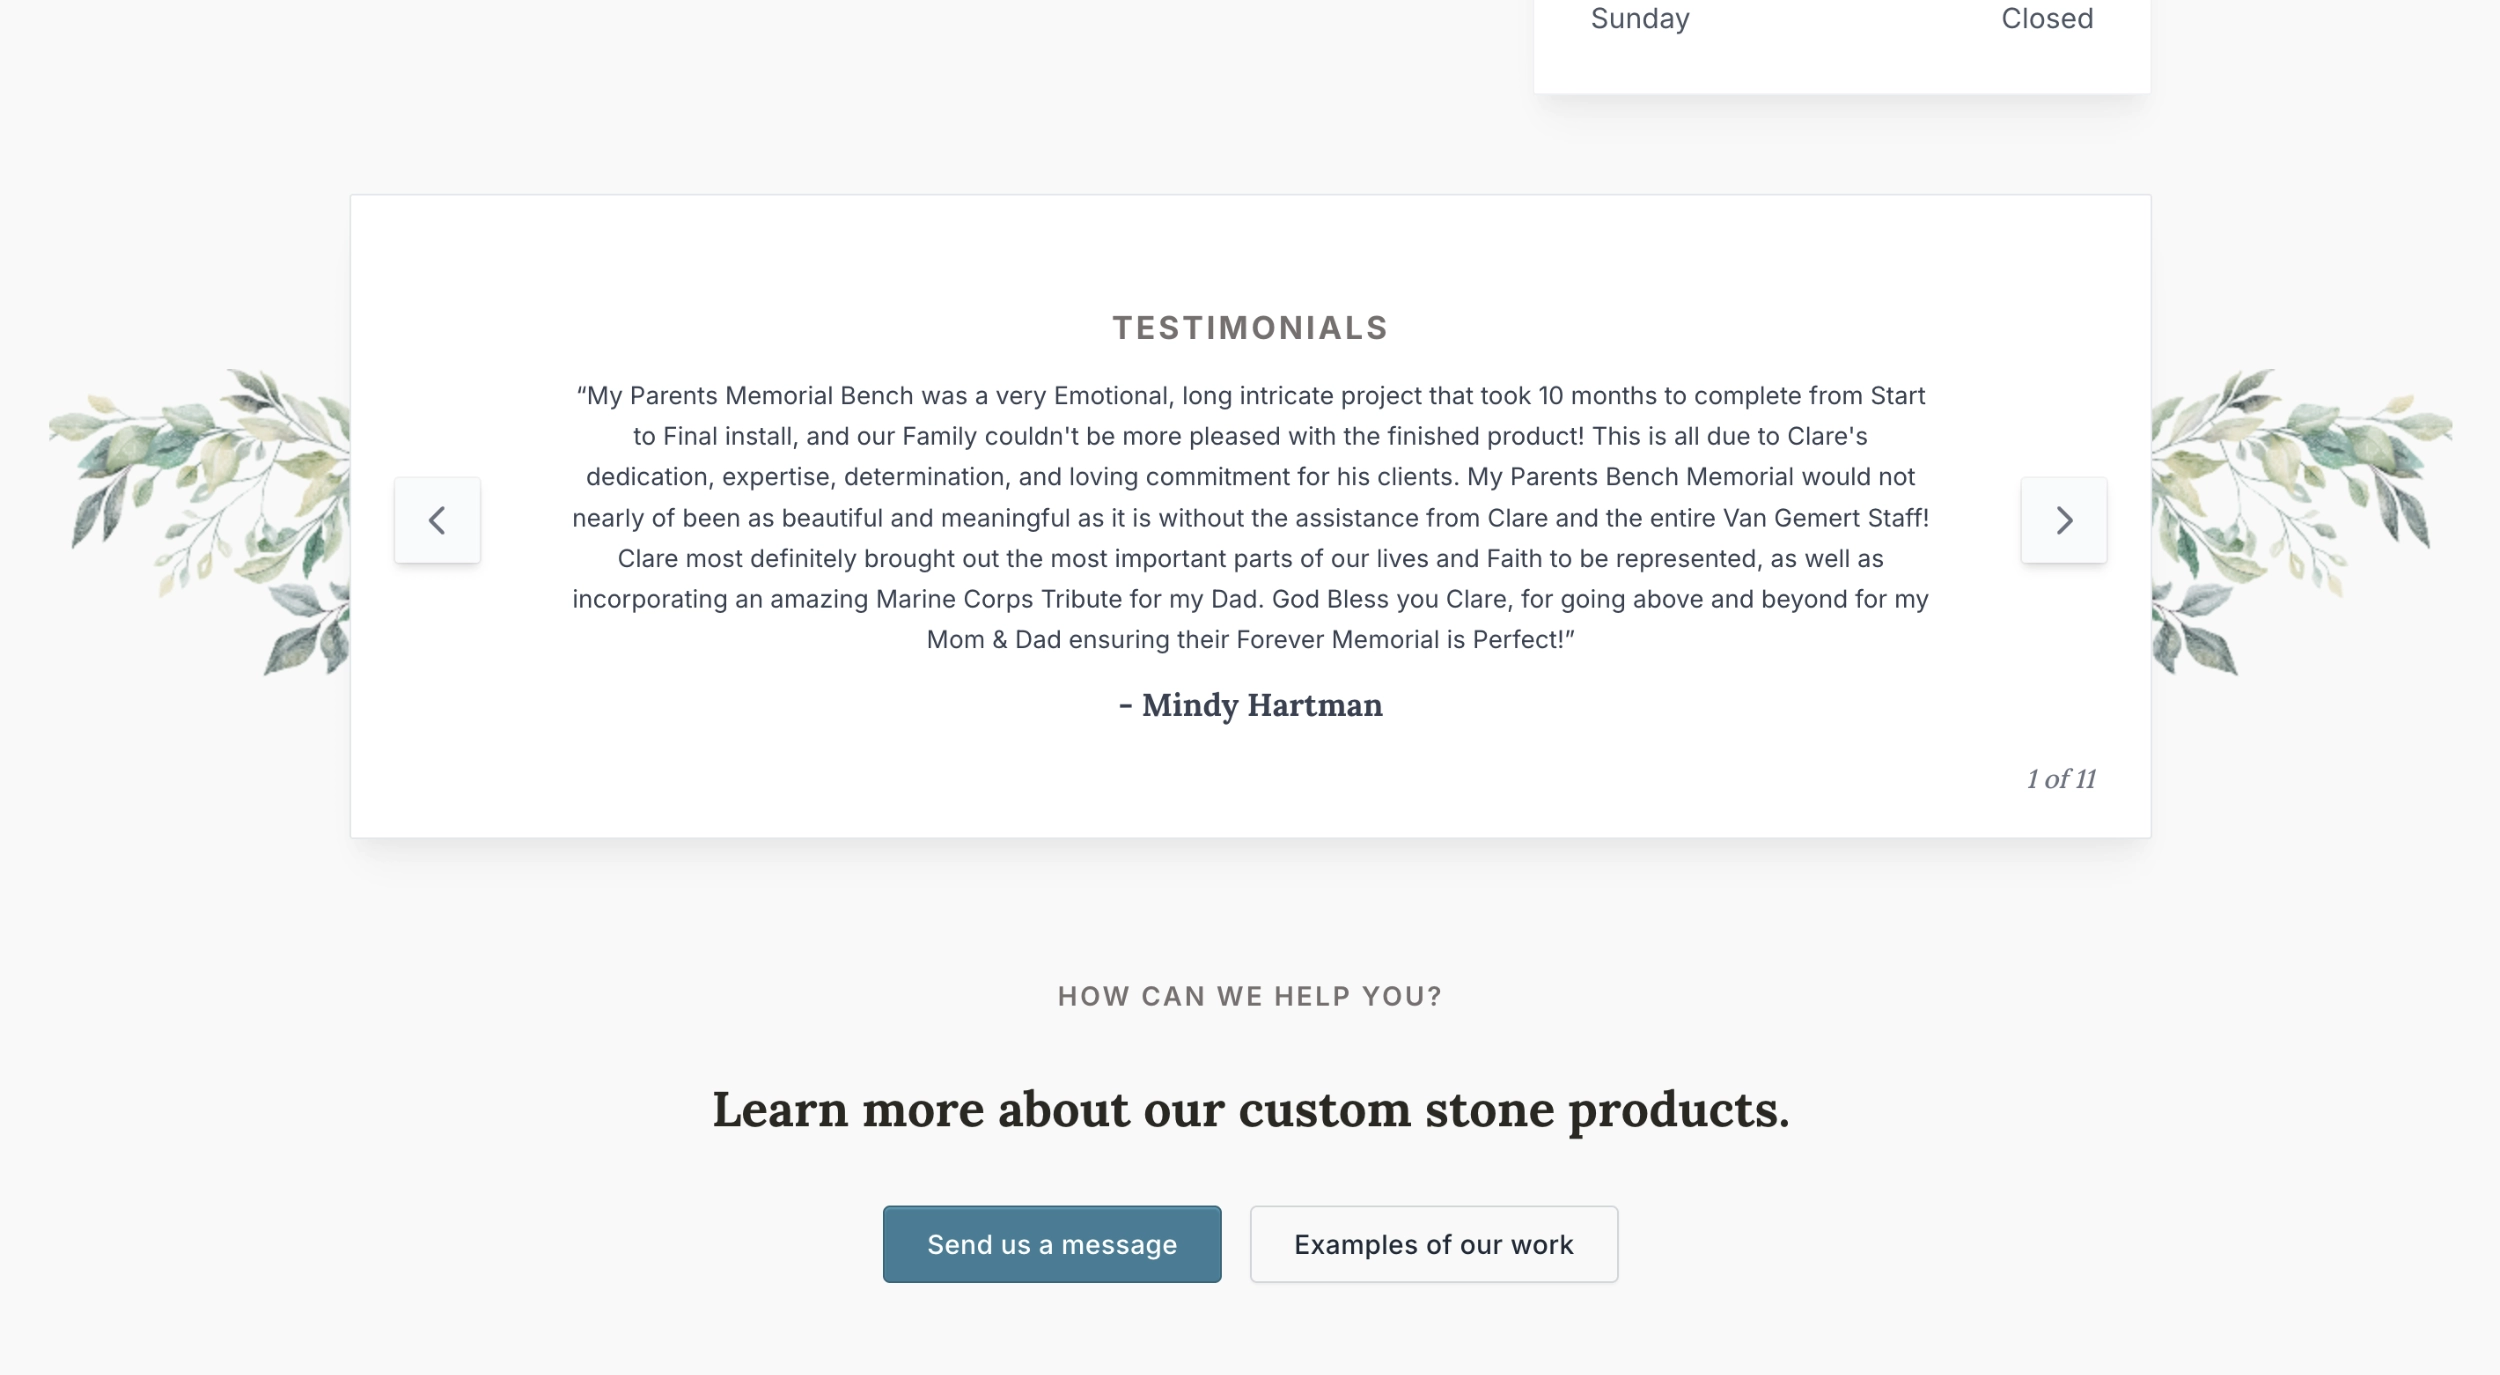 Sunday Closed
TESTIMONIALS
“My Parents Memorial Bench was a very Emotional, long intricate project that took 10 months to complete from Start
to Final install, and our Family couldn't be more pleased with the finished product! This is all due to Clare's
dedication, expertise, determination, and loving commitment for his clients. My Parents Bench Memorial would not
nearly of been as beautiful and meaningful as it is without the assistance from Clare and the entire Van Gemert Staff!
Clare most definitely brought out the most important parts of our lives and Faith to be represented, as well as
incorporating an amazing Marine Corps Tribute for my Dad. God Bless you Clare, for going above and beyond for my
Mom & Dad ensuring their Forever Memorial is Perfect!”
- Mindy Hartman
1 of 11
HOW CAN WE HELP YOU?
Learn more about our custom stone products.
Send us a message
Examples of our work